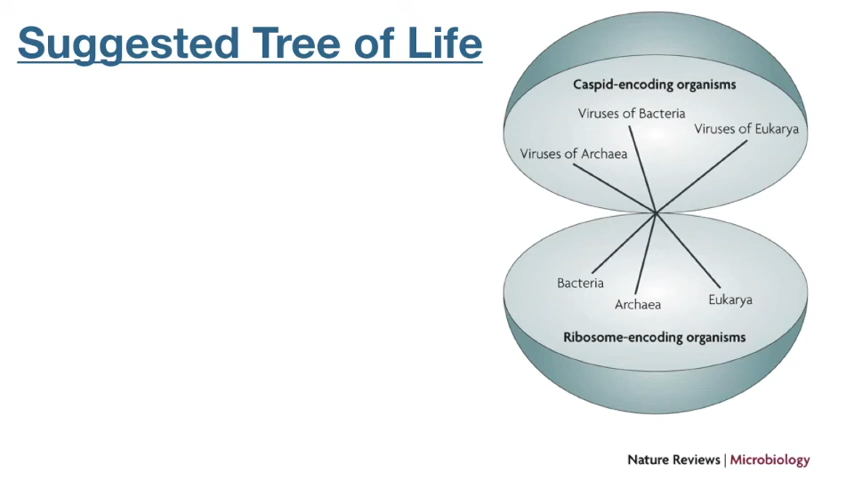 Suggested Tree of Life
Caspid-encoding organisms
Viruses of Bacteria
Viruses of Eukarya
Viruses of Archaea
Bacteria
Archaea
Eukarya
Ribosome-encoding organisms
Nature Reviews | Microbiology